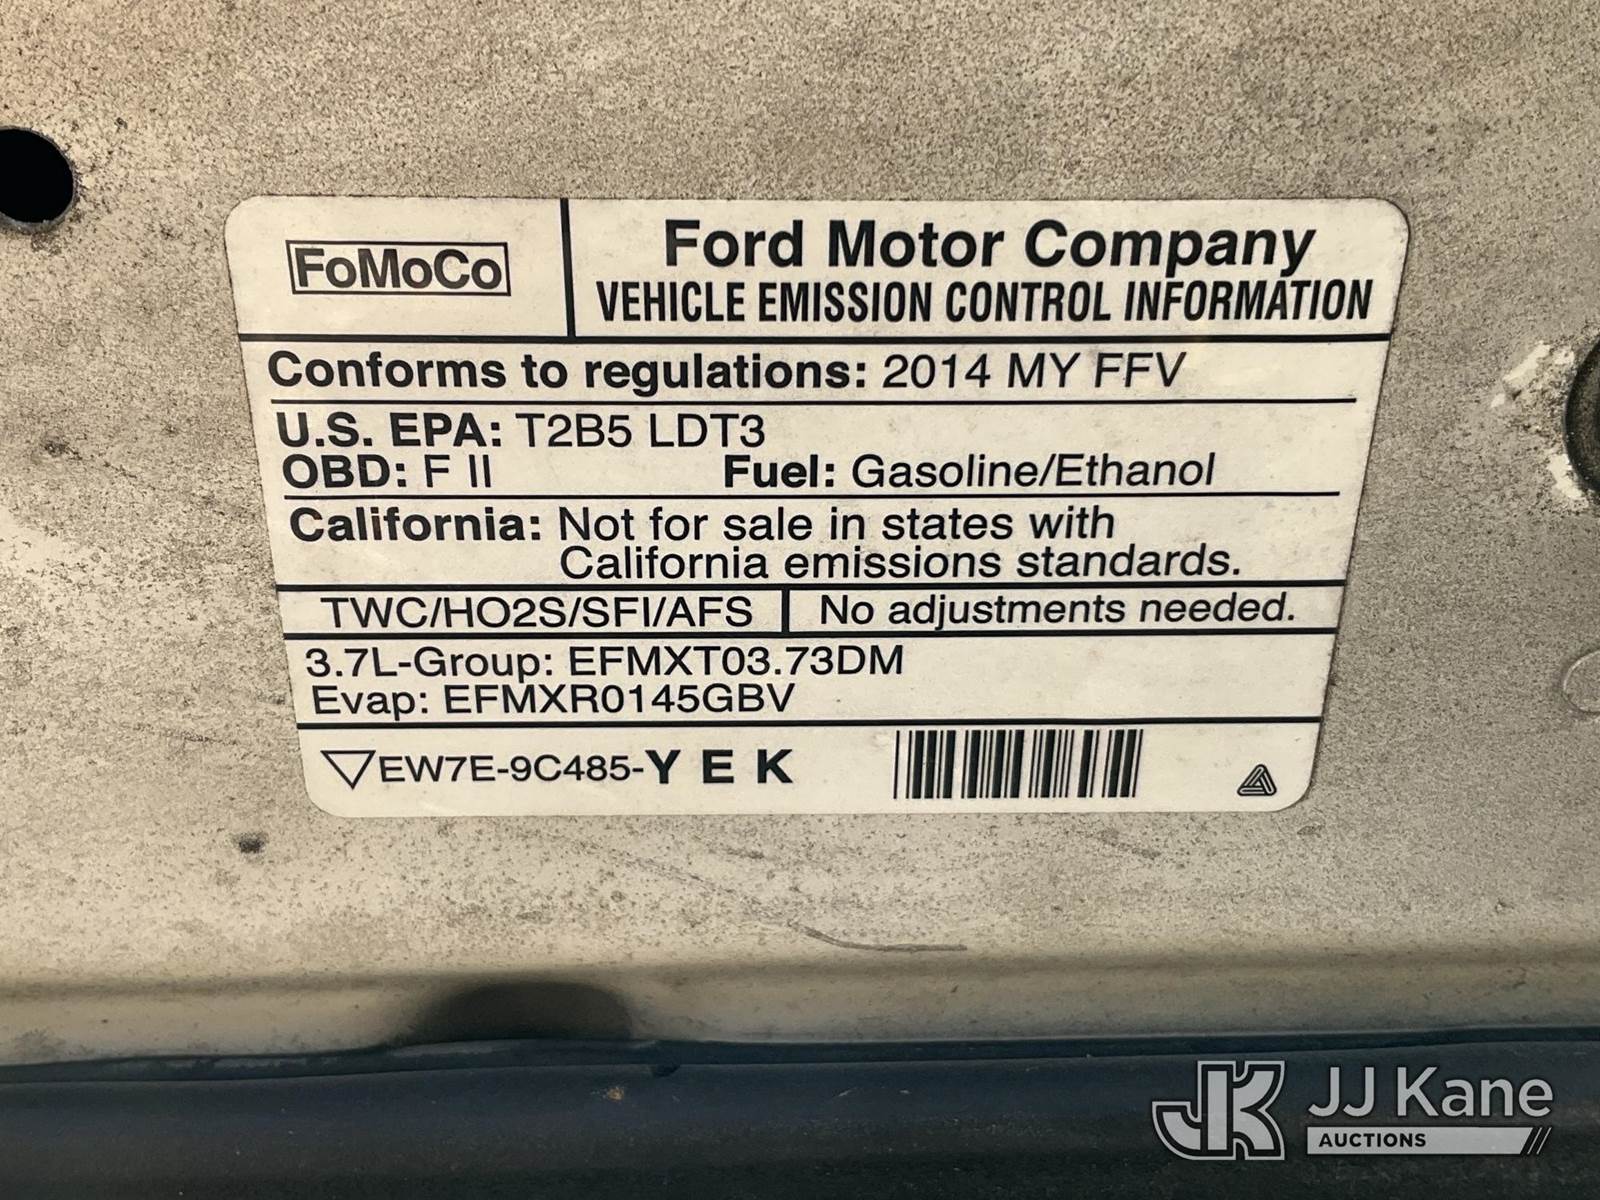 FoMoCo
Ford Motor Company
VEHICLE EMISSION CONTROL INFORMATION
Conforms to regulations: 2014 MY FFV
U.S. EPA: T2B5 LDT3
OBD: F II Fuel: Gasoline/Ethanol
California: Not for sale in states with
California emissions standards.
TWC/HO2S/SFI/AFS No adjustments needed.
3.7L-Group: EFMXT03.73DM
Evap: EFMXR0145GBV
EW7E-9C485-Y E K
JK JJ Kane
AUCTIONS